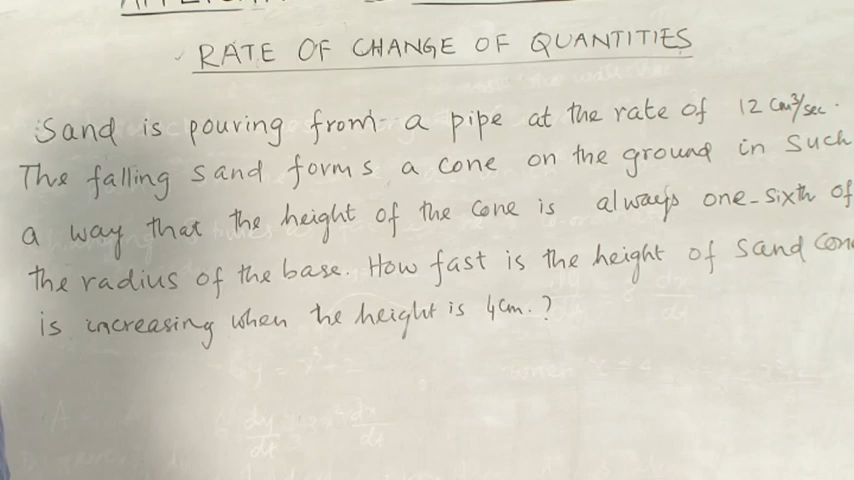 RATE OF CHANGE OF QUANTITIES
Sand is pouring from a pipe at the rate of 12 cm³/sec.
The falling sand forms a cone on the ground in such
a way that the height of the cone is always one-sixth of
the radius of the base. How fast is the height of sand cone
is increasing when the height is 4cm.?